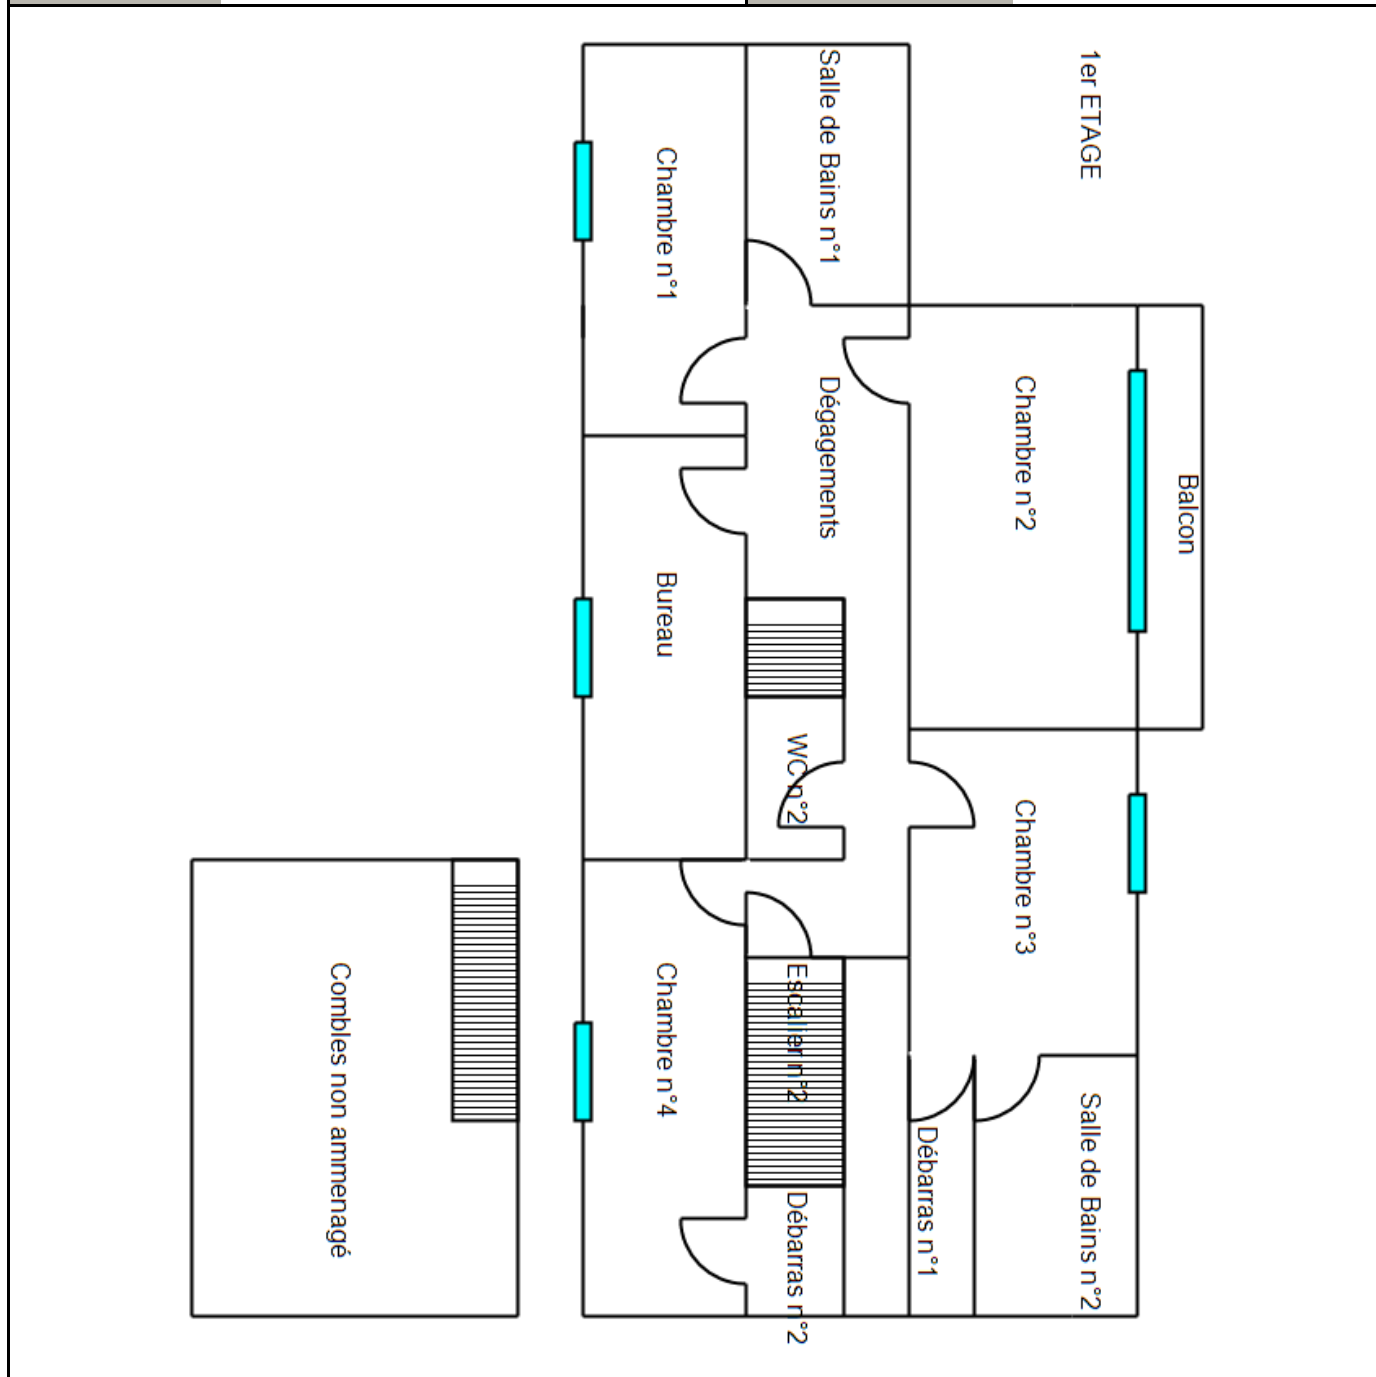 1er ETAGE
Balcon
Salle de Bains n°2
Chambre n°2
Chambre n°3
Débarras n°1
Salle de Bains n°1
Dégagements
WC n°2
Escalier n°2
Débarras n°2
Chambre n°1
Bureau
Chambre n°4
Combles non ammenagé